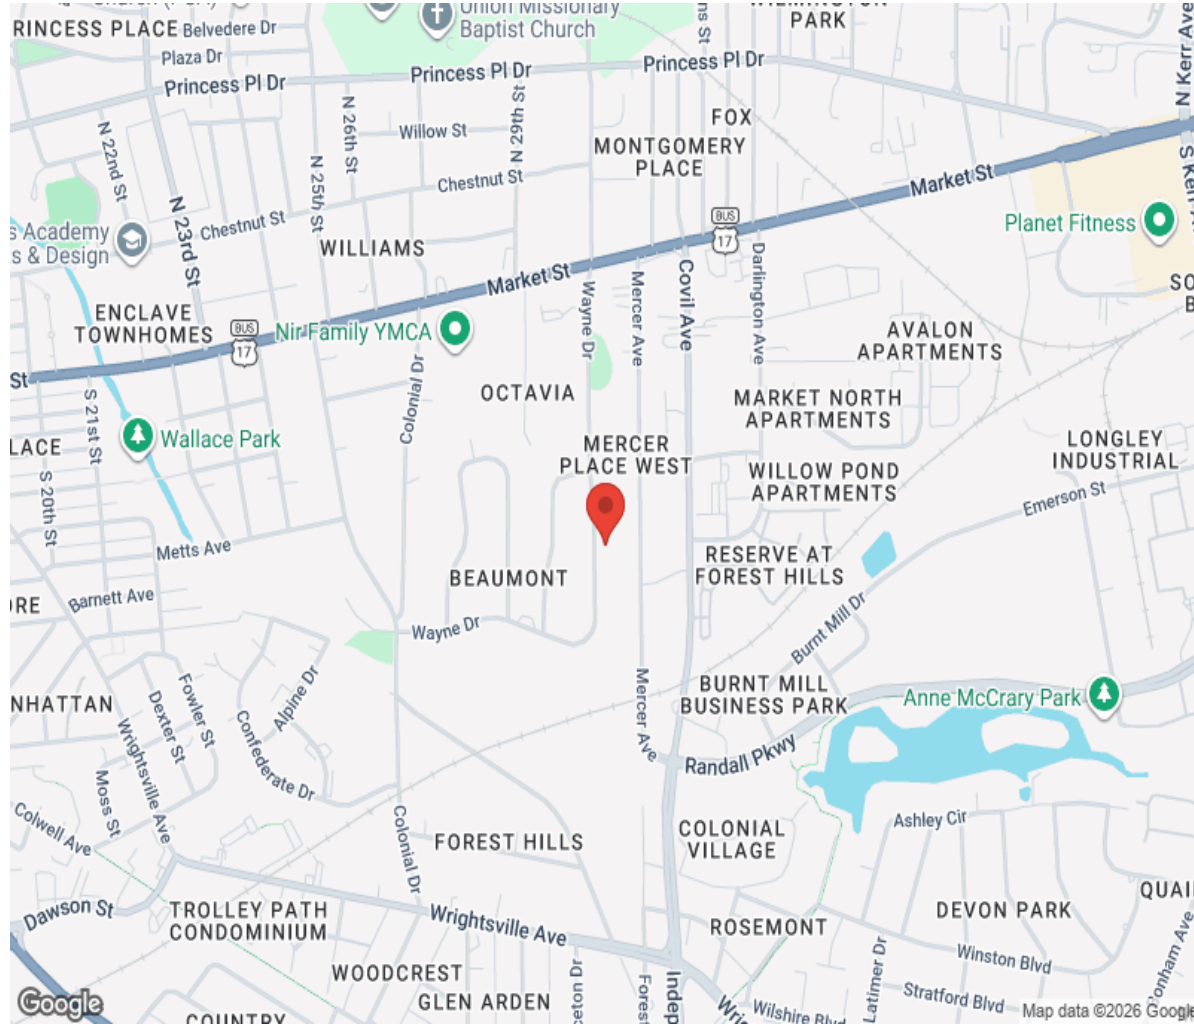 Union Missionary
Baptist Church
PARK
RINCESS PLACE
Belvedere Dr
Plaza Dr
Princess Pl Dr
Princess Pl Dr
Princess Pl Dr
N Kerr Ave
N 26th St
Willow St
N 29th St
FOX
MONTGOMERY
PLACE
N 22nd St
N 25th St
Chestnut St
Market St
N 23rd St
Chestnut St
BUS
17
Planet Fitness
s Academy
s & Design
WILLIAMS
Market St
Mercer Ave
Covil Ave
Darlington Ave
Wayne Dr
ENCLAVE
TOWNHOMES
BUS
17
Nir Family YMCA
AVALON
APARTMENTS
St
Colonial Dr
OCTAVIA
MARKET NORTH
APARTMENTS
S 21st St
Wallace Park
MERCER
PLACE WEST
LONGLEY
INDUSTRIAL
LACE
S 20th St
WILLOW POND
APARTMENTS
Emerson St
Metts Ave
BEAUMONT
RESERVE AT
FOREST HILLS
ORE
Barnett Ave
Wayne Dr
Burnt Mill Dr
NHATTAN
Fowler St
Dexter St
Alpine Dr
Confederate Dr
Mercer Ave
BURNT MILL
BUSINESS PARK
Anne McCrary Park
Wrightsville Ave
Randall Pkwy
Moss St
Colwell Ave
Colonial Dr
FOREST HILLS
COLONIAL
VILLAGE
Ashley Cir
QUAI
Dawson St
TROLLEY PATH
CONDOMINIUM
Wrightsville Ave
ROSEMONT
DEVON PARK
WOODCREST
GLEN ARDEN
Winston Blvd
Latimer Dr
Stratford Blvd
Wilshire Blvd
COUNTRY
Google
Map data ©2026 Google